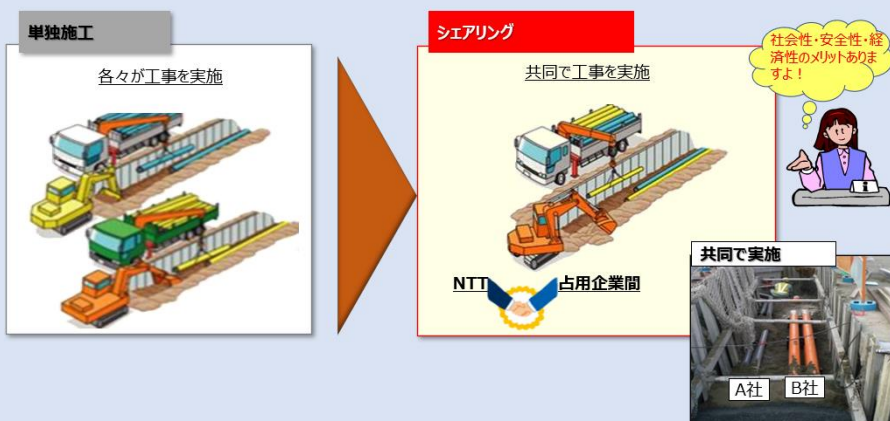 単独施工
各々が工事を実施
シェアリング
共同で工事を実施
NTT
占用企業間
社会性・安全性・経
済性のメリットありま
すよ！
共同で実施
A社
B社